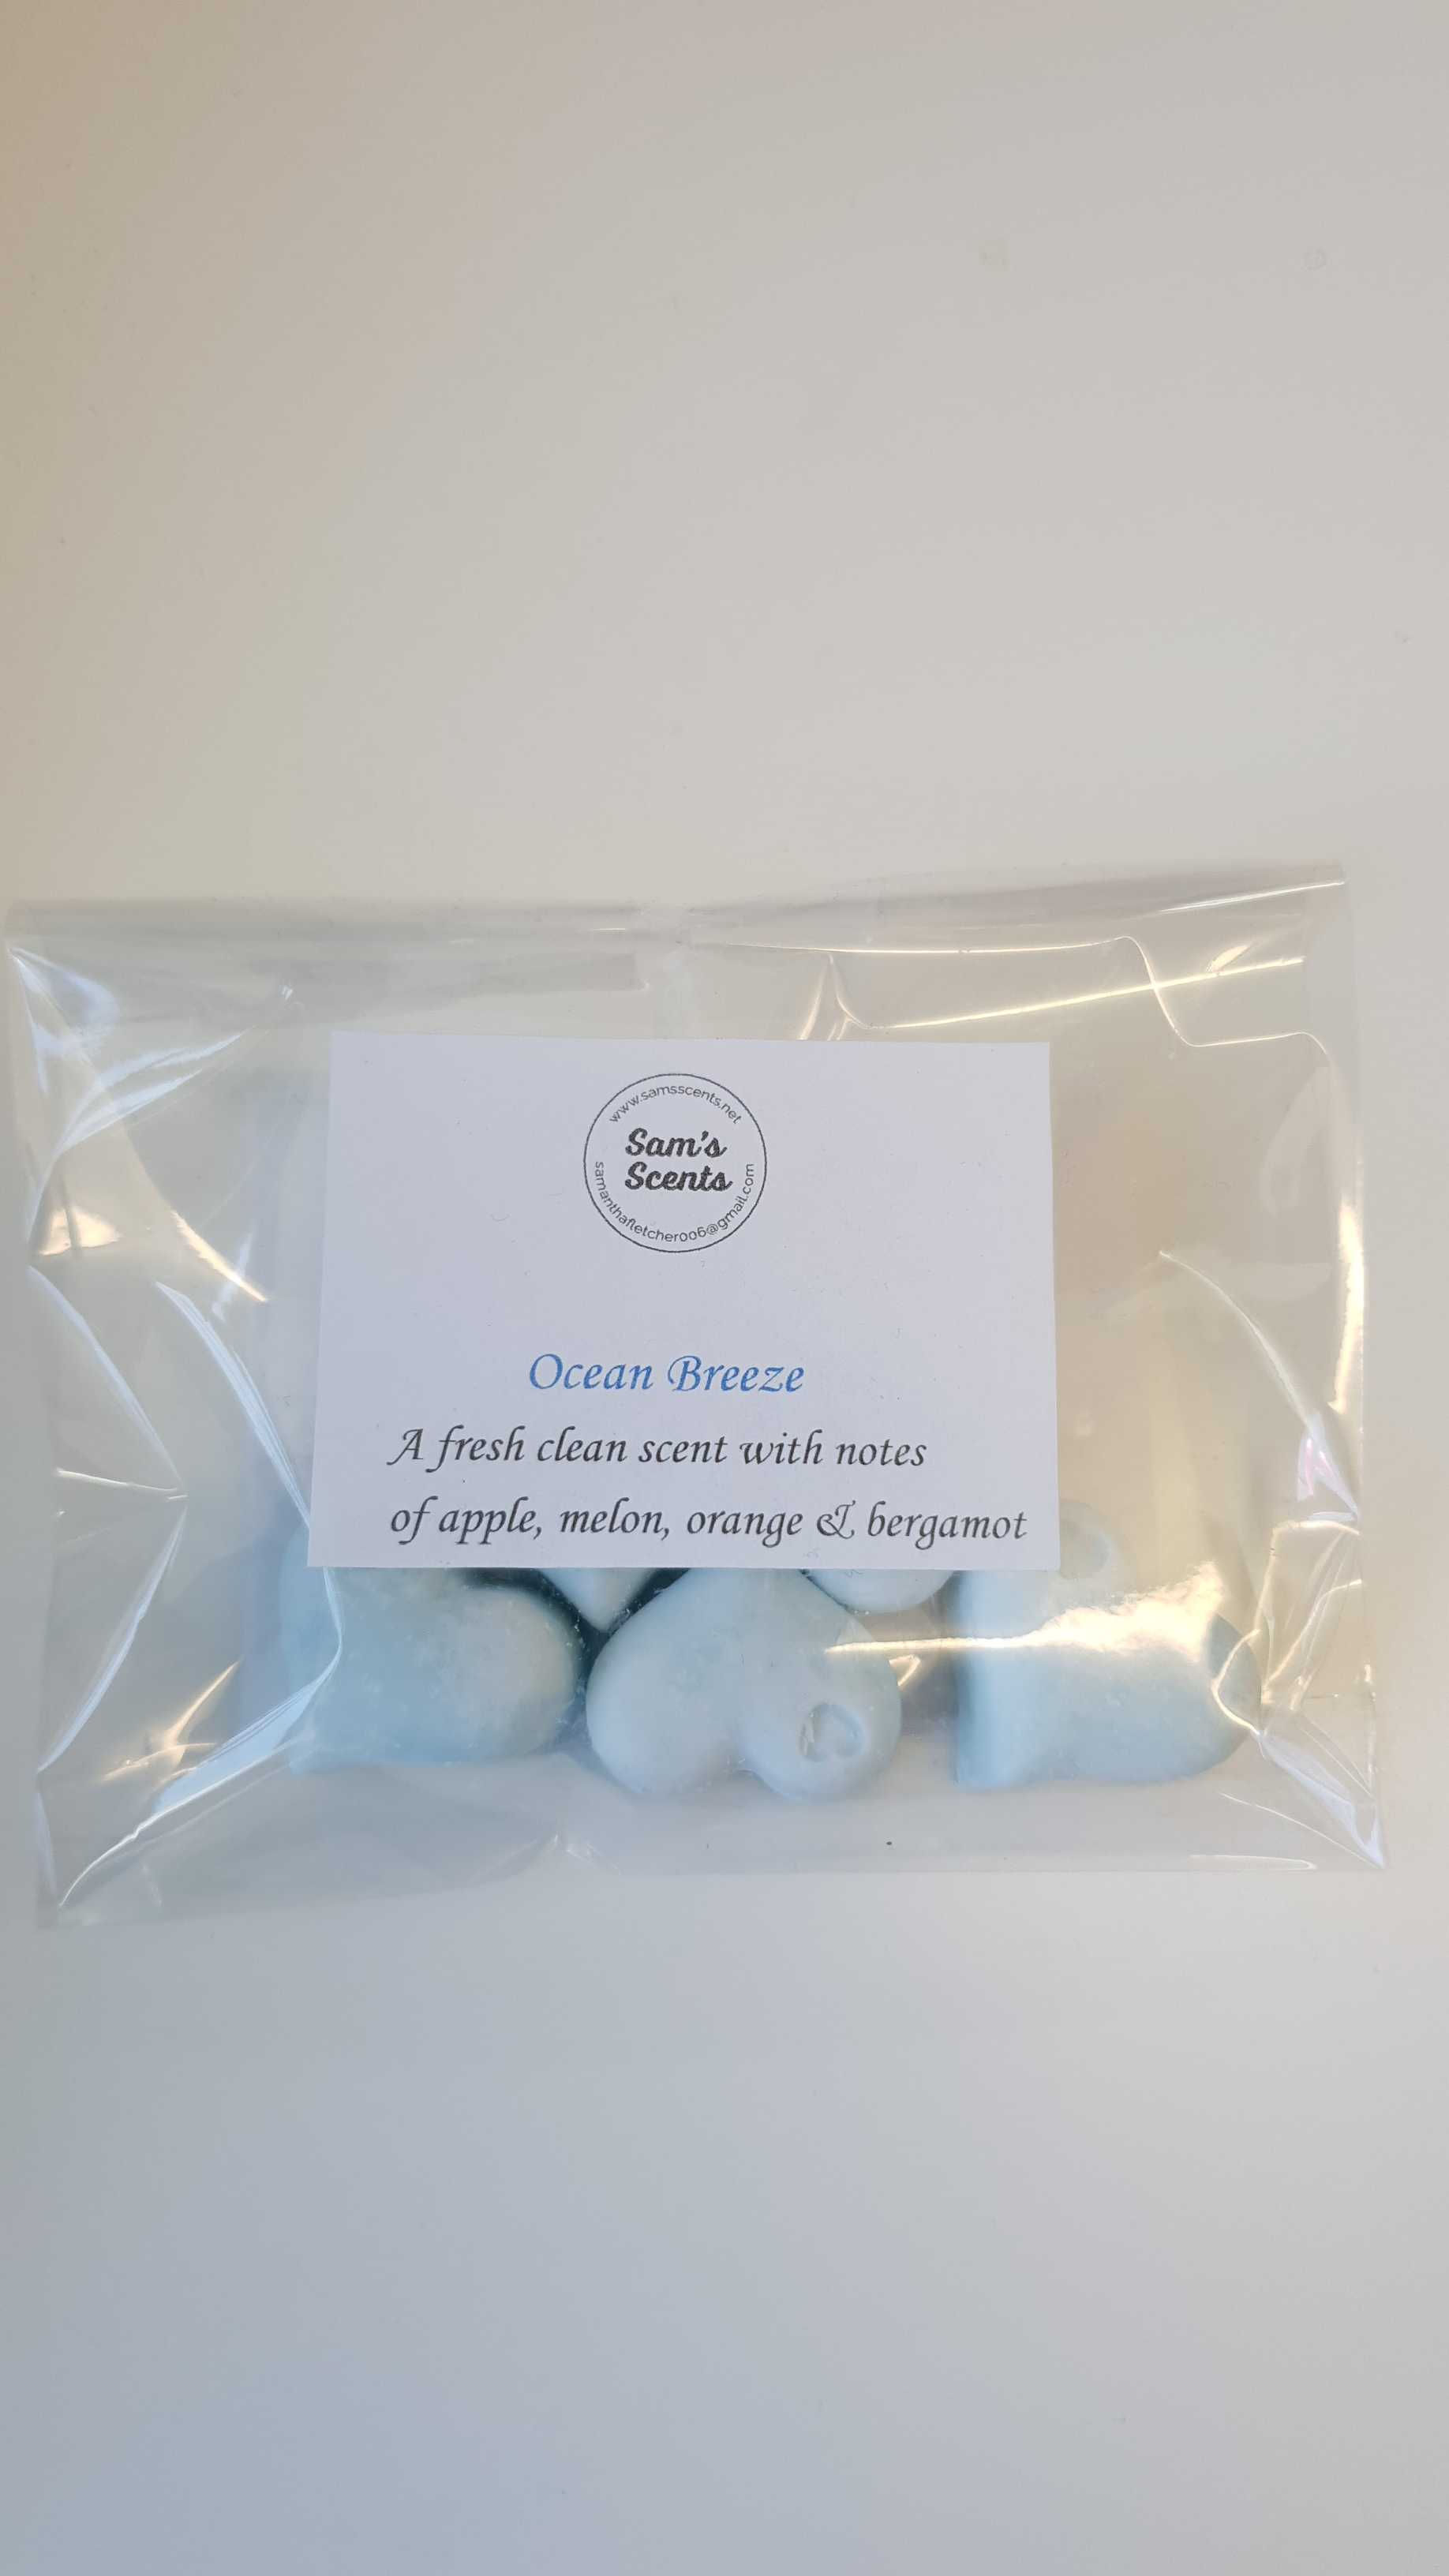 www.samsscents.net
Sam's
Scents
samanthafletcher006@gmail.com
Ocean Breeze
A fresh clean scent with notes
of apple, melon, orange & bergamot